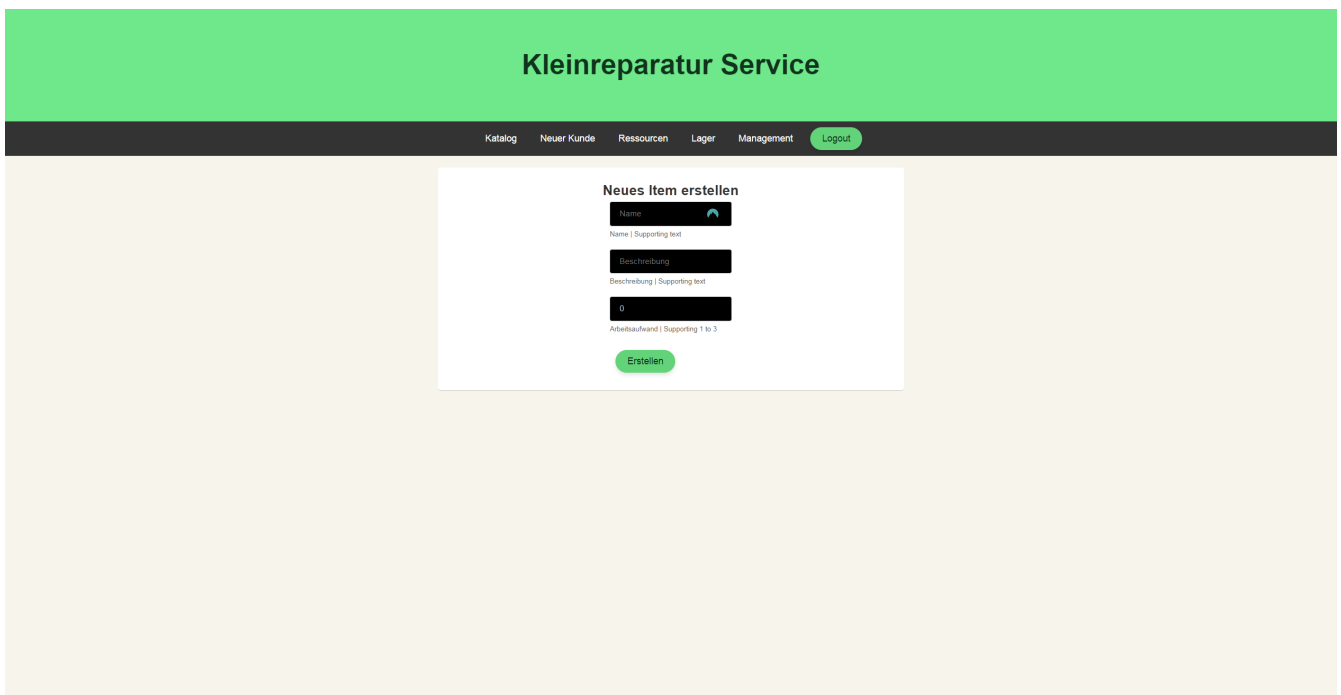 Kleinreparatur Service
Katalog Neuer Kunde Ressourcen Lager Management Logout
Neues Item erstellen
Name
Name | Supporting text
Beschreibung
Beschreibung | Supporting text
0
Arbeitsaufwand | Supporting 1 to 3
Erstellen